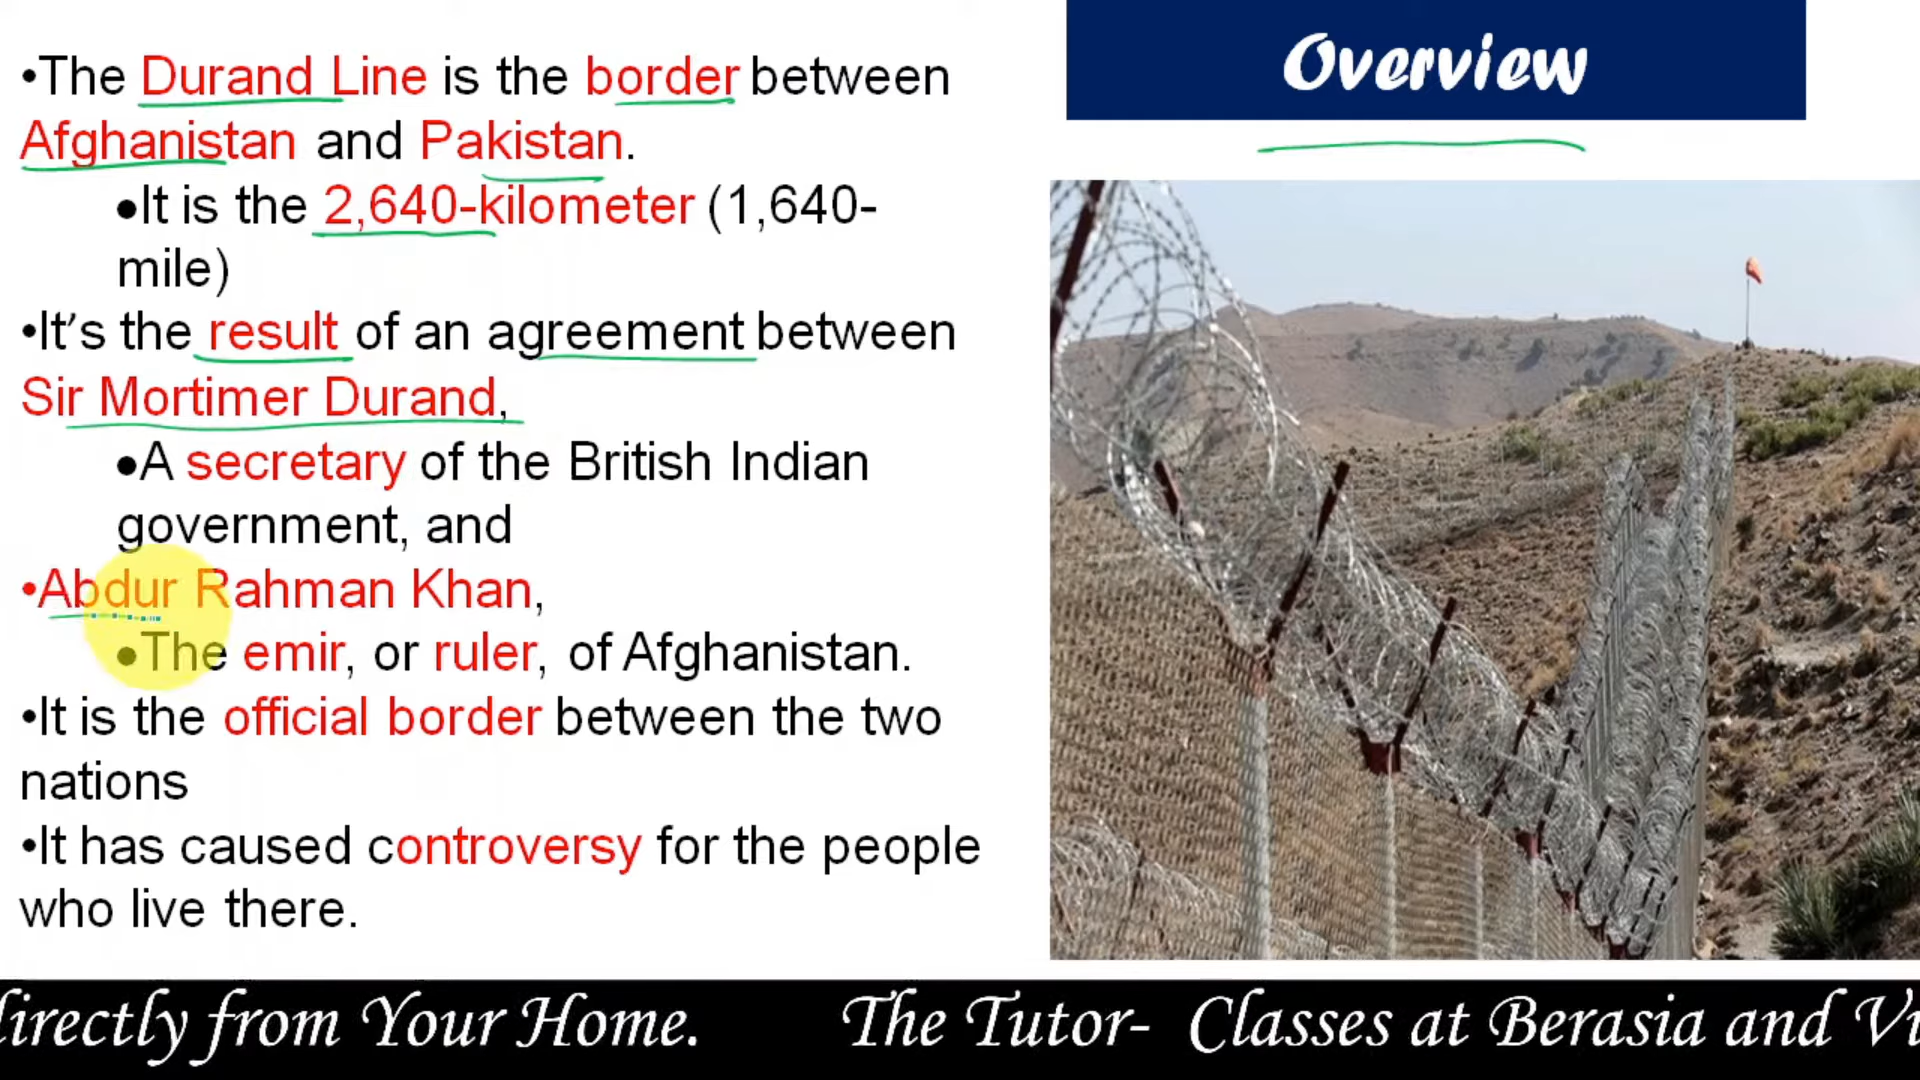 Overview
•The Durand Line is the border between
Afghanistan and Pakistan.
•It is the 2,640-kilometer (1,640-
mile)
•It’s the result of an agreement between
Sir Mortimer Durand,
•A secretary of the British Indian
government, and
•Abdur Rahman Khan,
•The emir, or ruler, of Afghanistan.
•It is the official border between the two
nations
•It has caused controversy for the people
who live there.
directly from Your Home. The Tutor- Classes at Berasia and